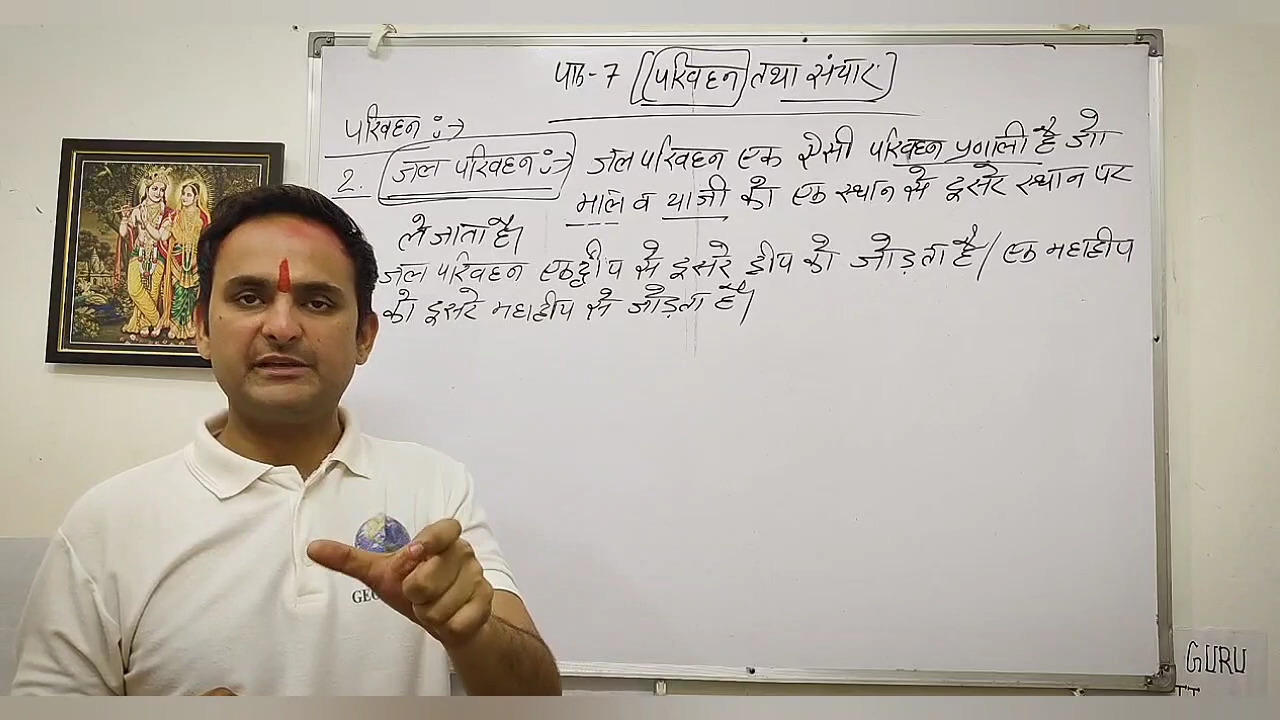 पाठ-7 [परिवहन तथा संचार]
परिवहन :->
2. जल परिवहन :-> जल परिवहन एक ऐसी परिवहन प्रणाली है जो
माल व यात्री को एक स्थान से दूसरे स्थान पर
ले जाता है।
जल परिवहन एक द्वीप से दूसरे द्वीप को जोड़ता है/ एक महाद्वीप
को दूसरे महाद्वीप से जोड़ता है।
GURU